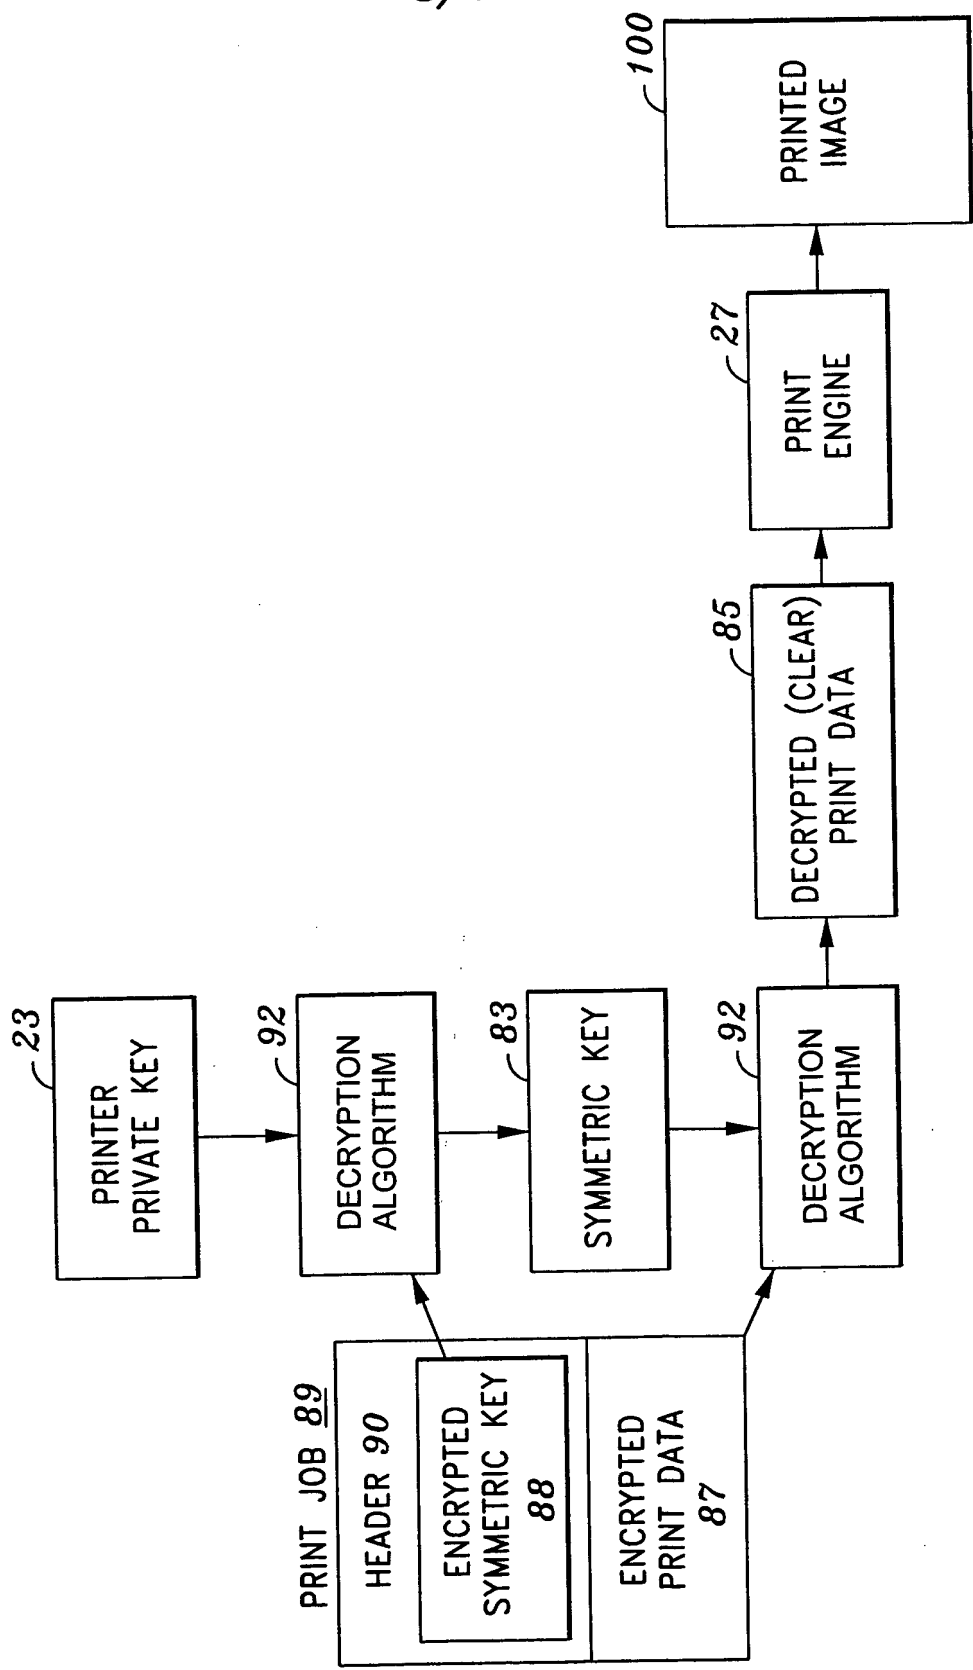 PRINT JOB 89
HEADER 90
ENCRYPTED
SYMMETRIC KEY
88
ENCRYPTED
PRINT DATA
87
23
PRINTER
PRIVATE KEY
92
DECRYPTION
ALGORITHM
83
SYMMETRIC KEY
92
DECRYPTION
ALGORITHM
85
DECRYPTED (CLEAR)
PRINT DATA
27
PRINT
ENGINE
100
PRINTED
IMAGE